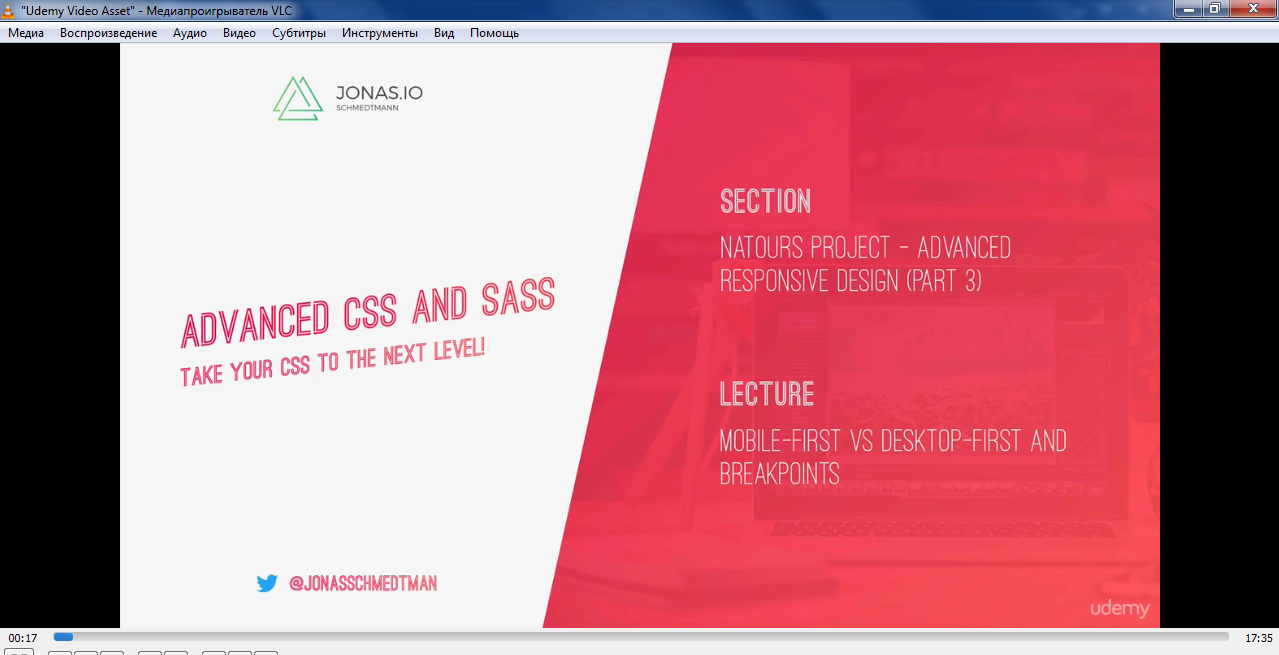 "Udemy Video Asset" - Медиапроигрыватель VLC
Медиа Воспроизведение Аудио Видео Субтитры Инструменты Вид Помощь
JONAS.IO
SCHMEDTMANN
ADVANCED CSS AND SASS
TAKE YOUR CSS TO THE NEXT LEVEL!
@JONASSCHMEDTMAN
SECTION
NATOURS PROJECT - ADVANCED
RESPONSIVE DESIGN (PART 3)
LECTURE
MOBILE-FIRST VS DESKTOP-FIRST AND
BREAKPOINTS
udemy
00:17 17:35